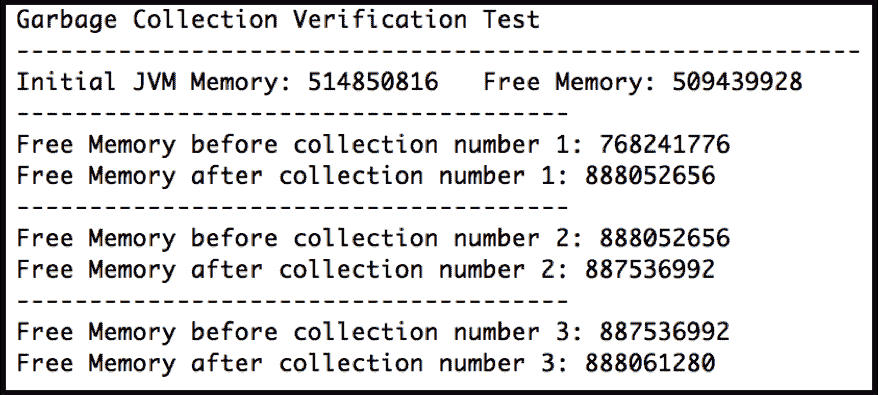 Garbage Collection Verification Test
----------------------------------------------------------
Initial JVM Memory: 514850816   Free Memory: 509439928
--------------------------------------
Free Memory before collection number 1: 768241776
Free Memory after collection number 1: 888052656
--------------------------------------
Free Memory before collection number 2: 888052656
Free Memory after collection number 2: 887536992
--------------------------------------
Free Memory before collection number 3: 887536992
Free Memory after collection number 3: 888061280